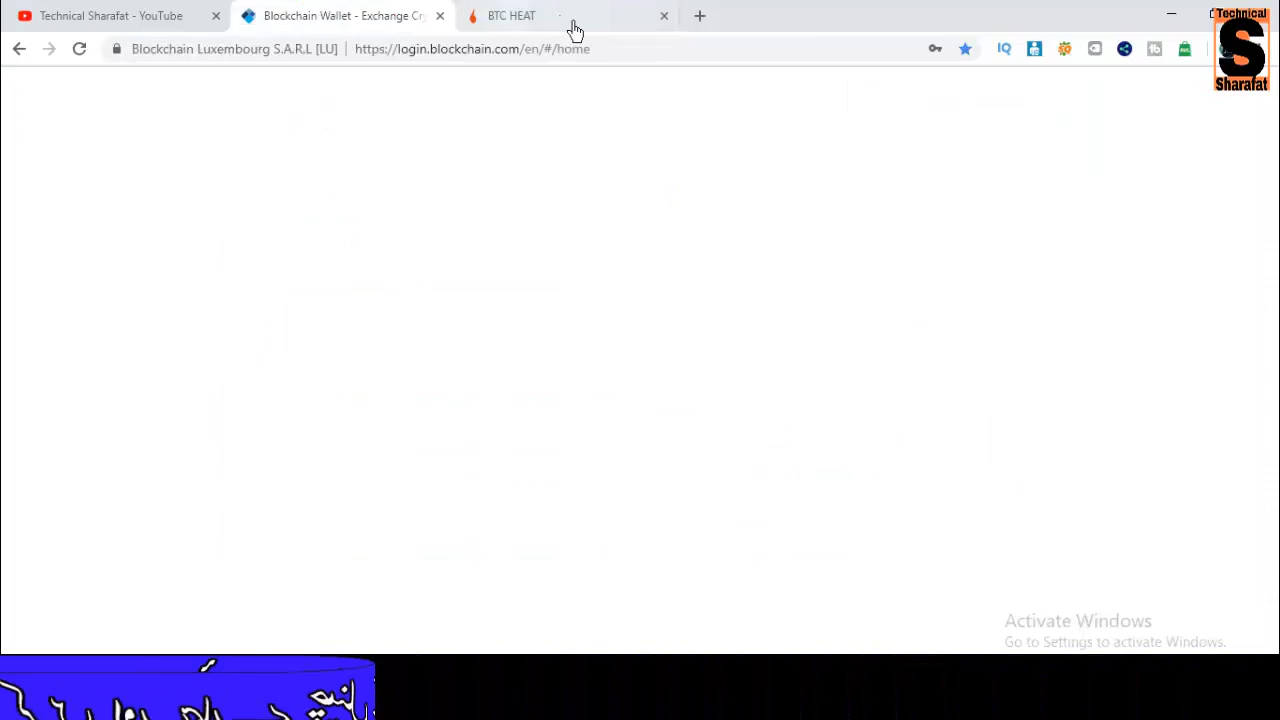 Technical Sharafat - YouTube
Blockchain Wallet - Exchange Cr
BTC HEAT
Blockchain Luxembourg S.A.R.L [LU]
https://login.blockchain.com/en/#/home
Technical
S
Sharafat
Activate Windows
Go to Settings to activate Windows.